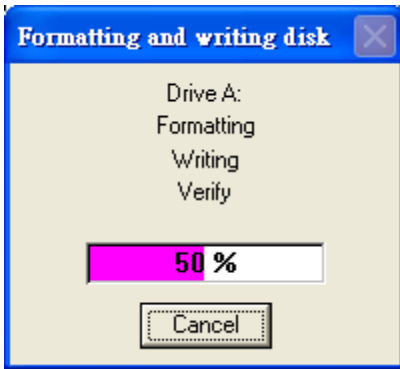 Formatting and writing disk
Drive A:
Formatting
Writing
Verify
50 %
Cancel